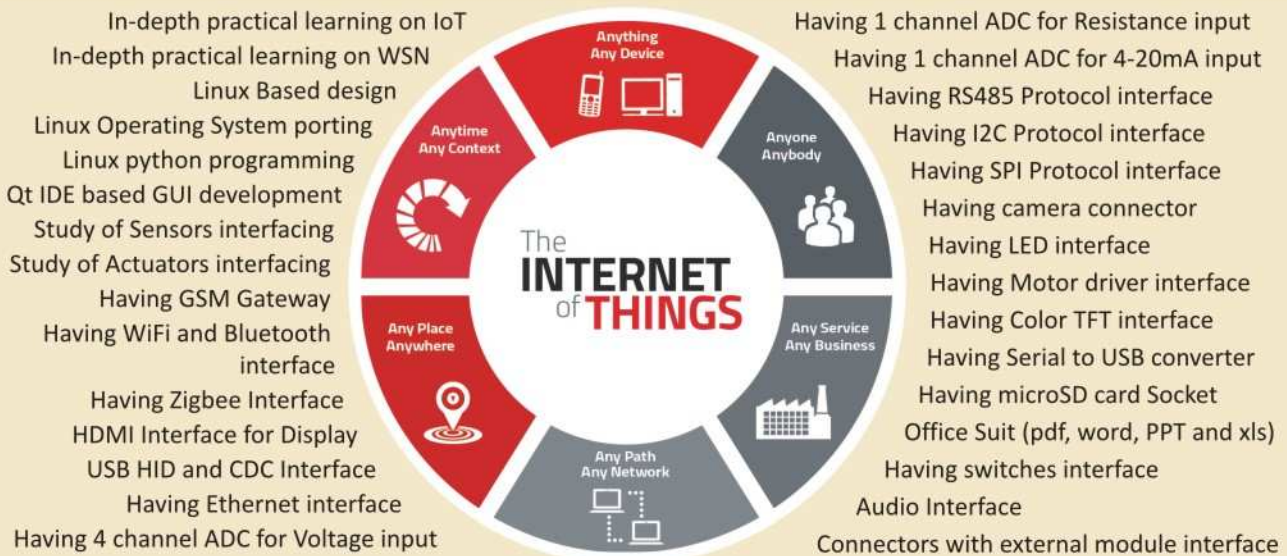 In-depth practical learning on IoT
In-depth practical learning on WSN
Linux Based design
Linux Operating System porting
Linux python programming
Qt IDE based GUI development
Study of Sensors interfacing
Study of Actuators interfacing
Having GSM Gateway
Having WiFi and Bluetooth
interface
Having Zigbee Interface
HDMI Interface for Display
USB HID and CDC Interface
Having Ethernet interface
Having 4 channel ADC for Voltage input
Anything
Any Device
Anyone
Anybody
Any Service
Any Business
Any Path
Any Network
Any Place
Anywhere
Anytime
Any Context
The
INTERNET
of THINGS
Having 1 channel ADC for Resistance input
Having 1 channel ADC for 4-20mA input
Having RS485 Protocol interface
Having I2C Protocol interface
Having SPI Protocol interface
Having camera connector
Having LED interface
Having Motor driver interface
Having Color TFT interface
Having Serial to USB converter
Having microSD card Socket
Office Suit (pdf, word, PPT and xls)
Having switches interface
Audio Interface
Connectors with external module interface